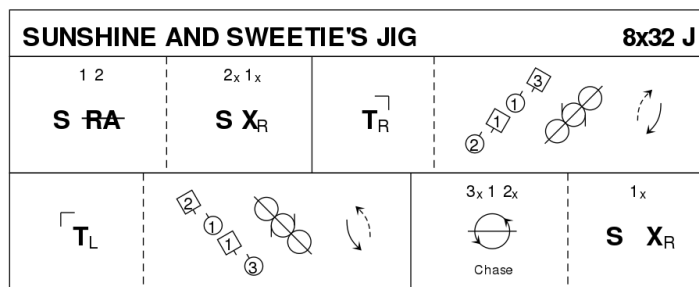 SUNSHINE AND SWEETIE'S JIG 8x32 J
1 2
2x 1x
S RA
S XR
TR
3
1
1
2
3x 1 2x
1x
2
1
1
3
TL
S XR
Chase